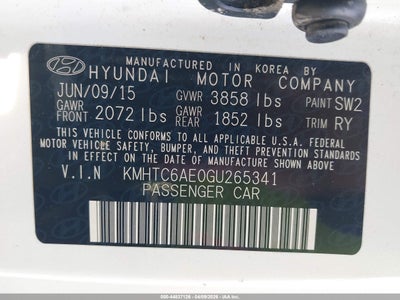 MANUFACTURED IN KOREA BY
HYUNDAI MOTOR COMPANY
JUN/09/15 GVWR 3858 lbs PAINT SW2
GAWR FRONT 2072 lbs GAWR REAR 1852 lbs TRIM RY
THIS VEHICLE CONFORMS TO ALL APPLICABLE FEDERAL
MOTOR VEHICLE SAFETY, BUMPER, AND THEFT PREVENTION
STANDARDS IN EFFECT ON THE DATE OF MANUFACTURE
SHOWN ABOVE.
V.I.N KMHTC6AE0GU265341
PASSENGER CAR